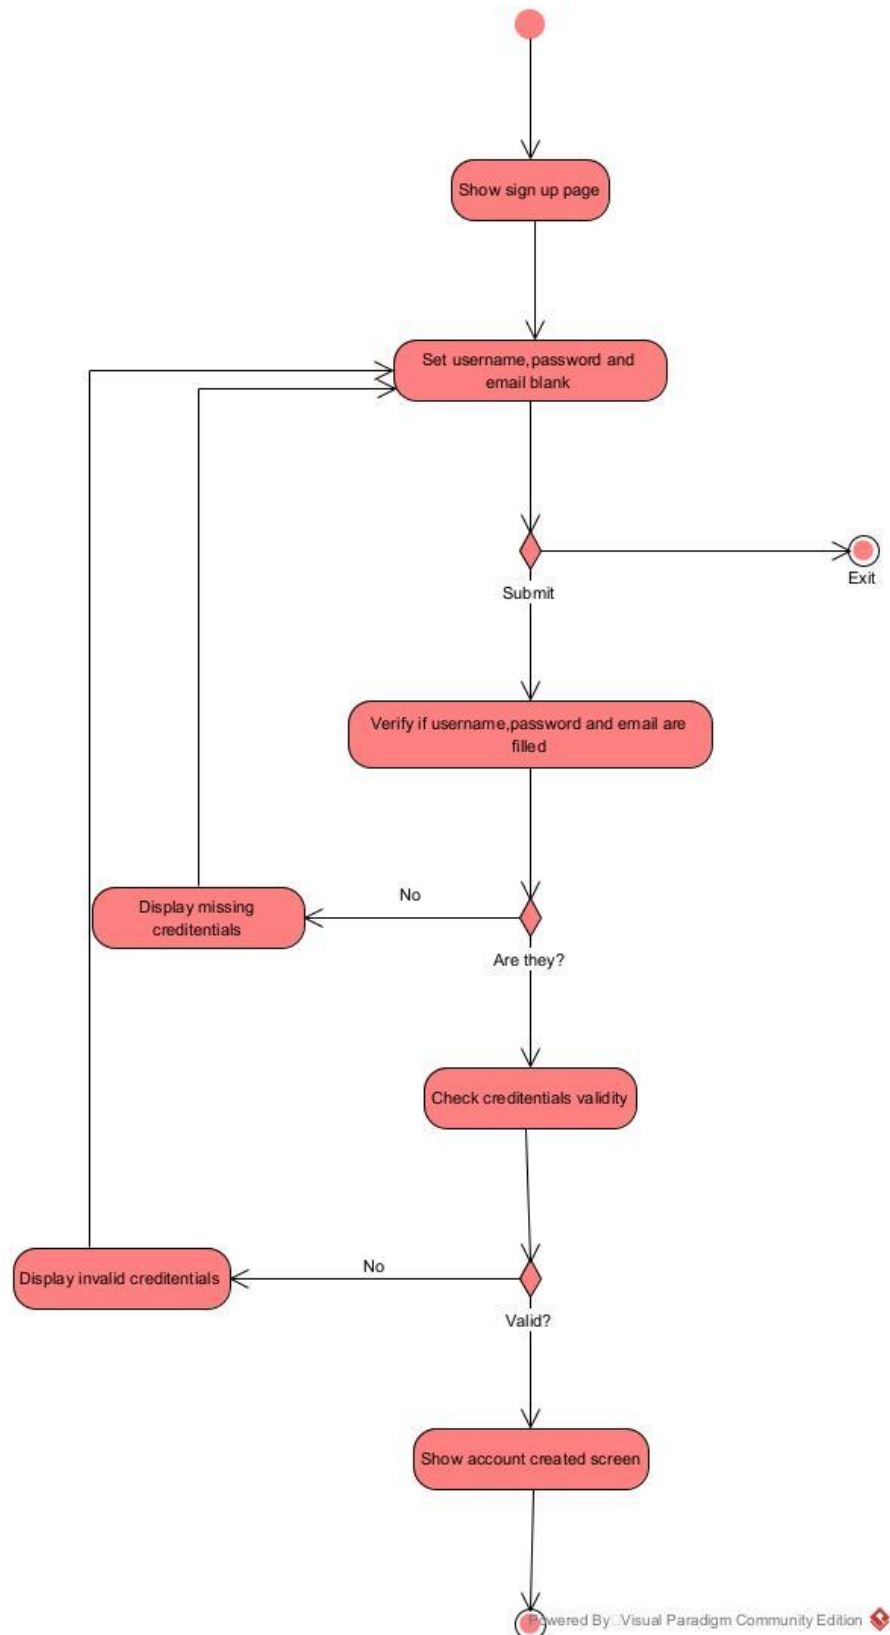 Show sign up page
Set username,password and
email blank
Exit
Submit
Verify if username,password and email are
filled
No
Display missing
creditentials
Are they?
Check creditentials validity
No
Display invalid creditentials
Valid?
Show account created screen
Powered By Visual Paradigm Community Edition